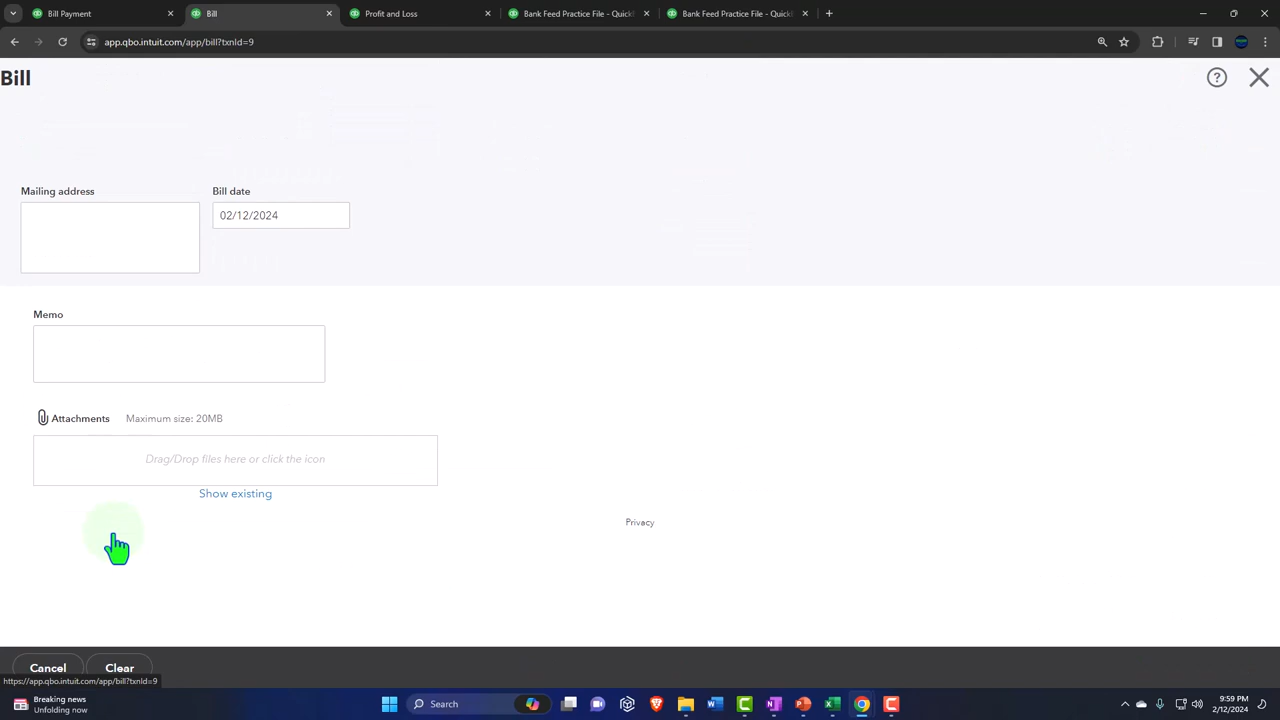 Bill Payment
Bill
Profit and Loss
Bank Feed Practice File - QuickB
Bank Feed Practice File - QuickB
app.qbo.intuit.com/app/bill?txnId=9
Bill
Mailing address
Bill date
02/12/2024
Memo
Attachments
Maximum size: 20MB
Drag/Drop files here or click the icon
Show existing
Privacy
Cancel
Clear
https://app.qbo.intuit.com/app/bill?txnId=9
Breaking news
Unfolding now
Search
9:59 PM
2/12/2024